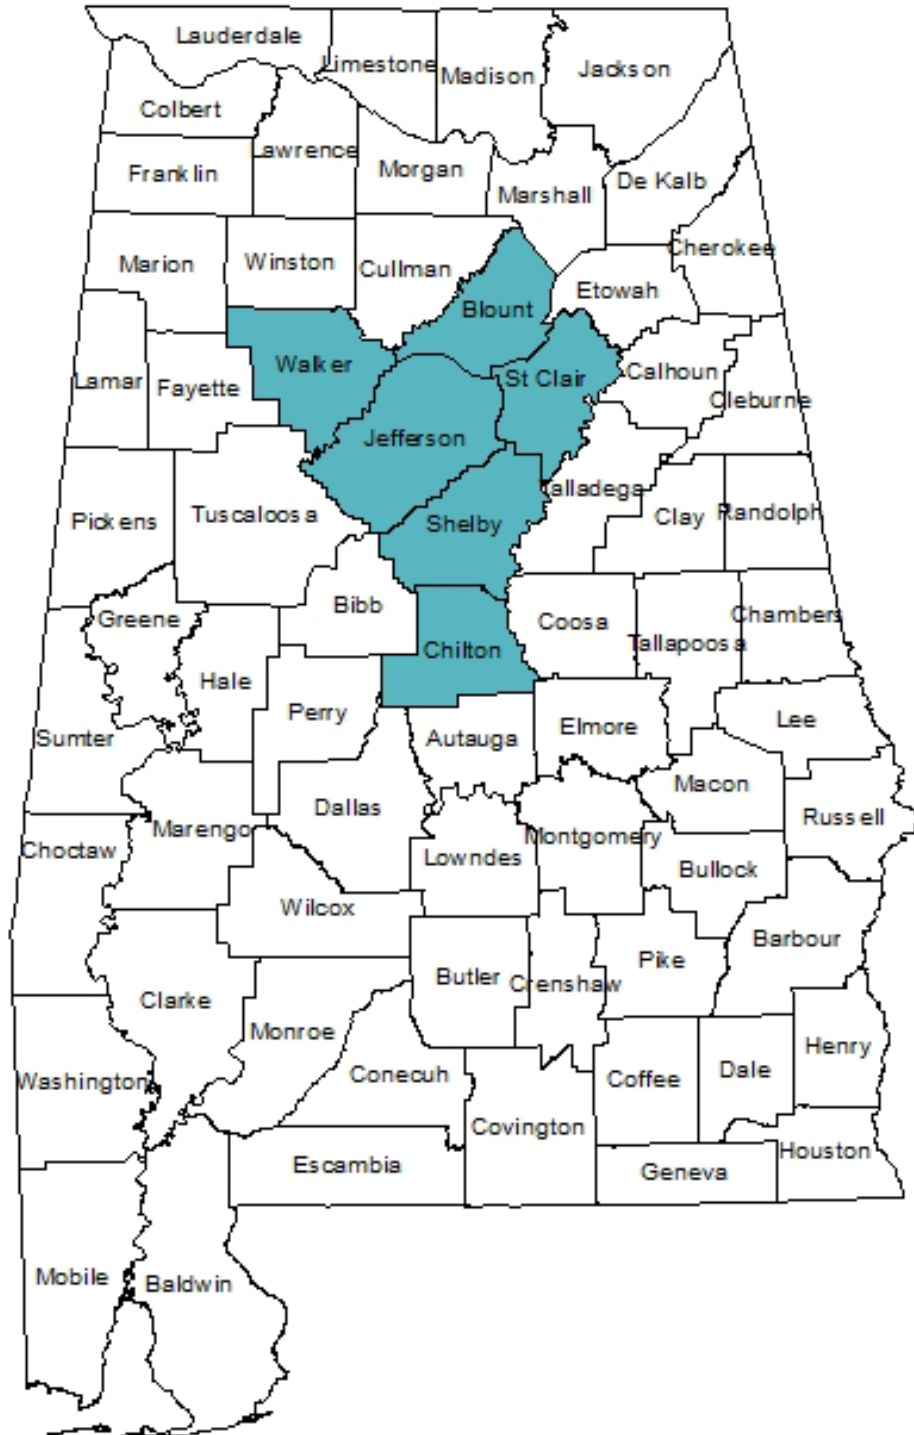 Lauderdale
Limestone
Madison
Jackson
Colbert
Lawrence
Franklin
Morgan
Marshall
De Kalb
Cherokee
Marion
Winston
Cullman
Etowah
Blount
Walker
St Clair
Calhoun
Lamar
Fayette
Cleburne
Jefferson
Talladega
Pickens
Tuscaloosa
Shelby
Clay
Randolph
Bibb
Greene
Coosa
Chambers
Tallapoosa
Chilton
Hale
Perry
Lee
Elmore
Sumter
Autauga
Macon
Dallas
Russell
Marengo
Montgomery
Choctaw
Lowndes
Bullock
Wilcox
Barbour
Pike
Butler
Crenshaw
Clarke
Monroe
Henry
Conecuh
Dale
Coffee
Washington
Covington
Houston
Escambia
Geneva
Mobile
Baldwin